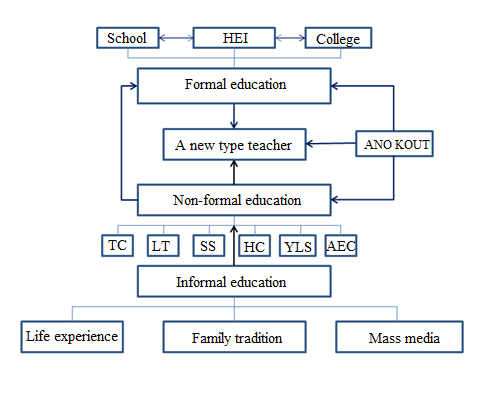 School
HEI
College
Formal education
A new type teacher
ANO KOUT
Non-formal education
TC
LT
SS
HC
YLS
AEC
Informal education
Life experience
Family tradition
Mass media